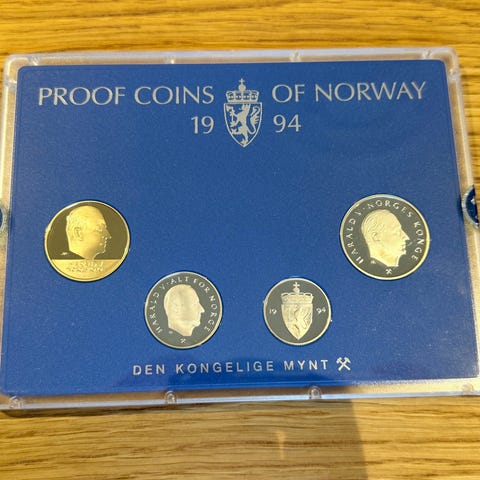 PROOF COINS OF NORWAY
19 94
HARALD V·NORGES KONGE
HARALD V·ALT FOR NORGE
19 94
DEN KONGELIGE MYNT